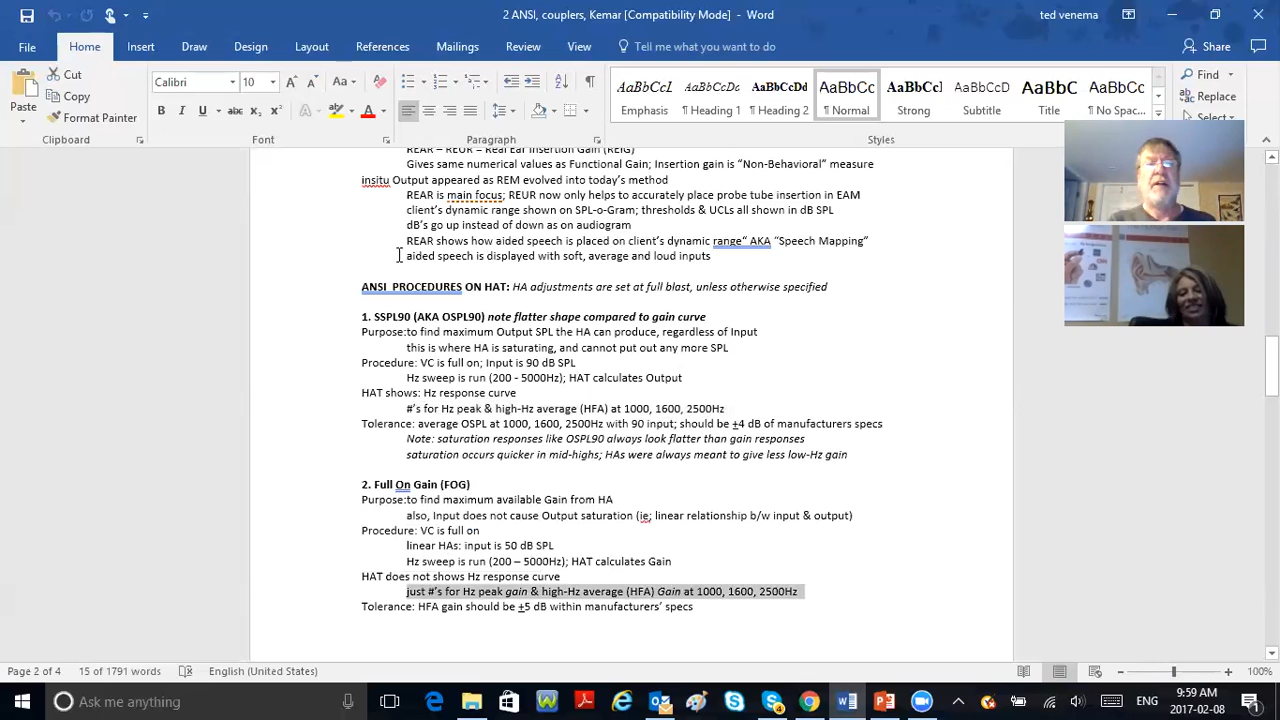 2 ANSI, couplers, Kemar [Compatibility Mode] - Word
ted venema
File Home Insert Draw Design Layout References Mailings Review View Tell me what you want to do Share
Paste
Cut
Copy
Format Painter
Clipboard
Calibri 10
Font
Paragraph
AaBbCcL AaBbCc AaBbCcDd AaBbCc AaBbCcl AaBbCcD AaBbC AaBbCc
Emphasis ¶ Heading 1 ¶ Heading 2 ¶ Normal Strong Subtitle Title ¶ No Spac...
Styles
Find
Replace
Select
REAR – REUR = Real Ear Insertion Gain (REIG)
Gives same numerical values as Functional Gain; Insertion gain is “Non-Behavioral” measure
insitu Output appeared as REM evolved into today’s method
REAR is main focus; REUR now only helps to accurately place probe tube insertion in EAM
client’s dynamic range shown on SPL-o-Gram; thresholds & UCLs all shown in dB SPL
dB’s go up instead of down as on audiogram
REAR shows how aided speech is placed on client’s dynamic range“ AKA “Speech Mapping”
aided speech is displayed with soft, average and loud inputs
ANSI PROCEDURES ON HAT: HA adjustments are set at full blast, unless otherwise specified
1. SSPL90 (AKA OSPL90) note flatter shape compared to gain curve
Purpose:to find maximum Output SPL the HA can produce, regardless of Input
this is where HA is saturating, and cannot put out any more SPL
Procedure: VC is full on; Input is 90 dB SPL
Hz sweep is run (200 - 5000Hz); HAT calculates Output
HAT shows: Hz response curve
#’s for Hz peak & high-Hz average (HFA) at 1000, 1600, 2500Hz
Tolerance: average OSPL at 1000, 1600, 2500Hz with 90 input; should be ±4 dB of manufacturers specs
Note: saturation responses like OSPL90 always look flatter than gain responses
saturation occurs quicker in mid-highs; HAs were always meant to give less low-Hz gain
2. Full On Gain (FOG)
Purpose:to find maximum available Gain from HA
also, Input does not cause Output saturation (ie; linear relationship b/w input & output)
Procedure: VC is full on
linear HAs: input is 50 dB SPL
Hz sweep is run (200 – 5000Hz); HAT calculates Gain
HAT does not shows Hz response curve
just #’s for Hz peak gain & high-Hz average (HFA) Gain at 1000, 1600, 2500Hz
Tolerance: HFA gain should be ±5 dB within manufacturers’ specs
Page 2 of 4 15 of 1791 words English (United States) 100%
Ask me anything
ENG
9:59 AM
2017-02-08